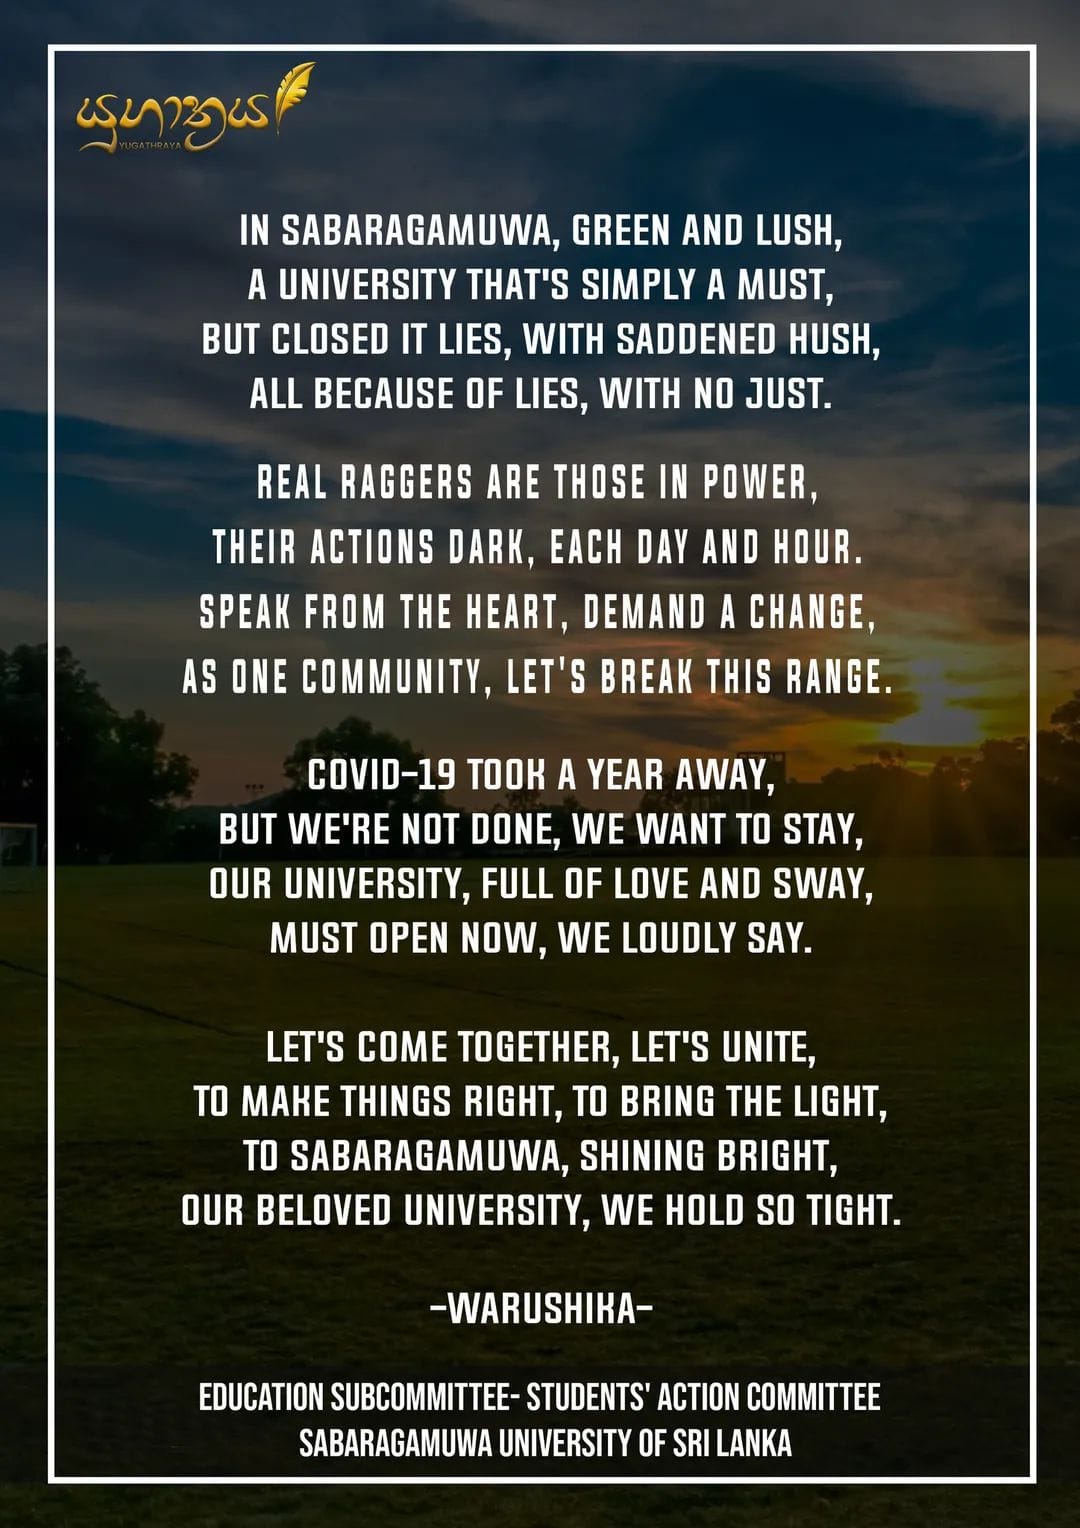 යුගාත්‍රය
YUGATHRAYA
IN SABARAGAMUWA, GREEN AND LUSH,
A UNIVERSITY THAT'S SIMPLY A MUST,
BUT CLOSED IT LIES, WITH SADDENED HUSH,
ALL BECAUSE OF LIES, WITH NO JUST.
REAL RAGGERS ARE THOSE IN POWER,
THEIR ACTIONS DARK, EACH DAY AND HOUR.
SPEAK FROM THE HEART, DEMAND A CHANGE,
AS ONE COMMUNITY, LET'S BREAK THIS RANGE.
COVID-19 TOOK A YEAR AWAY,
BUT WE'RE NOT DONE, WE WANT TO STAY,
OUR UNIVERSITY, FULL OF LOVE AND SWAY,
MUST OPEN NOW, WE LOUDLY SAY.
LET'S COME TOGETHER, LET'S UNITE,
TO MAKE THINGS RIGHT, TO BRING THE LIGHT,
TO SABARAGAMUWA, SHINING BRIGHT,
OUR BELOVED UNIVERSITY, WE HOLD SO TIGHT.
-WARUSHIKA-
EDUCATION SUBCOMMITTEE- STUDENTS' ACTION COMMITTEE
SABARAGAMUWA UNIVERSITY OF SRI LANKA